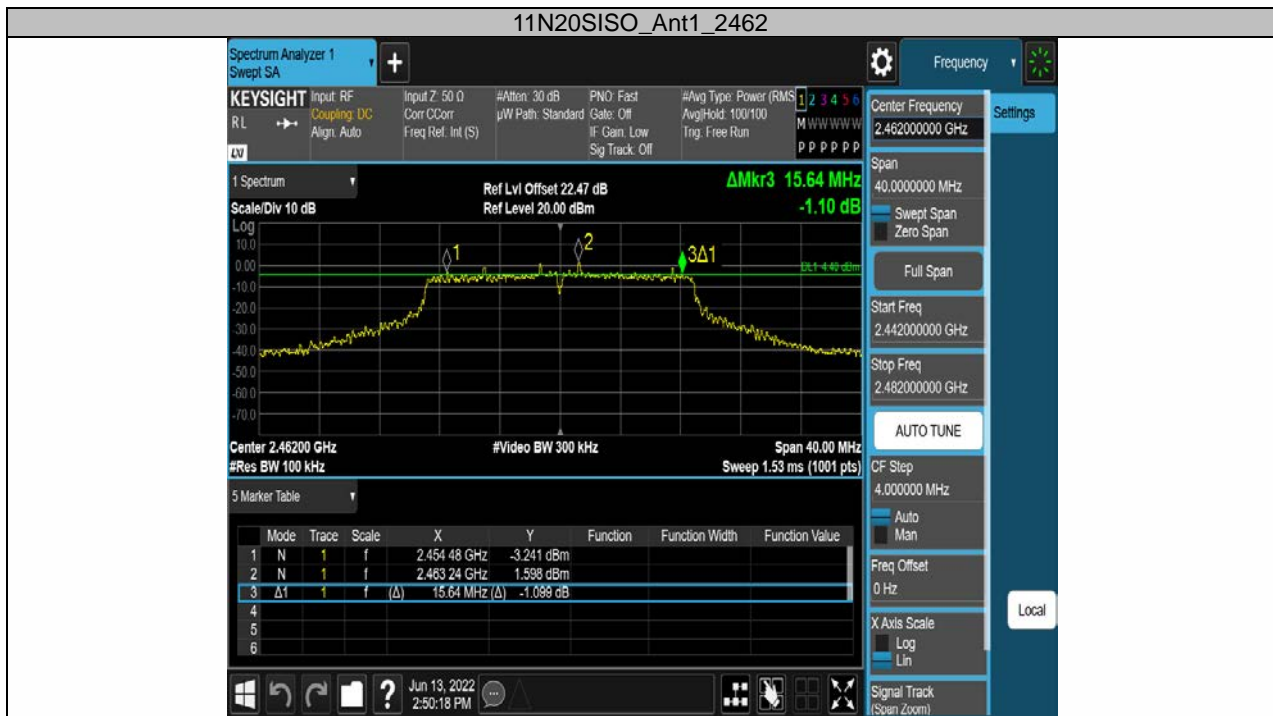 11N20SISO_Ant1_2462
Spectrum Analyzer 1
Swept SA
+
Frequency
KEYSIGHT
RL
LXI
Input: RF
Coupling: DC
Align: Auto
Input Z: 50 Ω
Corr CCorr
Freq Ref: Int (S)
#Atten: 30 dB
µW Path: Standard
PNO: Fast
Gate: Off
IF Gain: Low
Sig Track: Off
#Avg Type: Power (RMS
Avg|Hold: 100/100
Trig: Free Run
1 2 3 4 5 6
M W W W W W
P P P P P P
1 Spectrum
Scale/Div 10 dB
Ref Lvl Offset 22.47 dB
Ref Level 20.00 dBm
ΔMkr3 15.64 MHz
-1.10 dB
Log
10.0
0.00
-10.0
-20.0
-30.0
-40.0
-50.0
-60.0
-70.0
1
2
3Δ1
DL1 -4.40 dBm
Center 2.46200 GHz
#Res BW 100 kHz
#Video BW 300 kHz
Span 40.00 MHz
Sweep 1.53 ms (1001 pts)
5 Marker Table
Mode Trace Scale X Y Function Function Width Function Value
1 N 1 f 2.454 48 GHz -3.241 dBm
2 N 1 f 2.463 24 GHz 1.598 dBm
3 Δ1 1 f (Δ) 15.64 MHz (Δ) -1.099 dB
4
5
6
?
Jun 13, 2022
2:50:18 PM
Center Frequency
2.462000000 GHz
Settings
Span
40.0000000 MHz
Swept Span
Zero Span
Full Span
Start Freq
2.442000000 GHz
Stop Freq
2.482000000 GHz
AUTO TUNE
CF Step
4.000000 MHz
Auto
Man
Freq Offset
0 Hz
Local
X Axis Scale
Log
Lin
Signal Track
(Span Zoom)